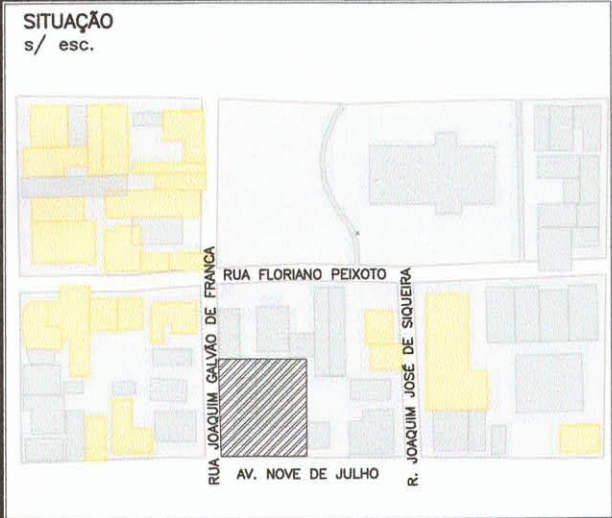 SITUAÇÃO
s/ esc.
RUA FLORIANO PEIXOTO
RUA JOAQUIM GALVÃO DE FRANÇA
R. JOAQUIM JOSÉ DE SIQUEIRA
AV. NOVE DE JULHO